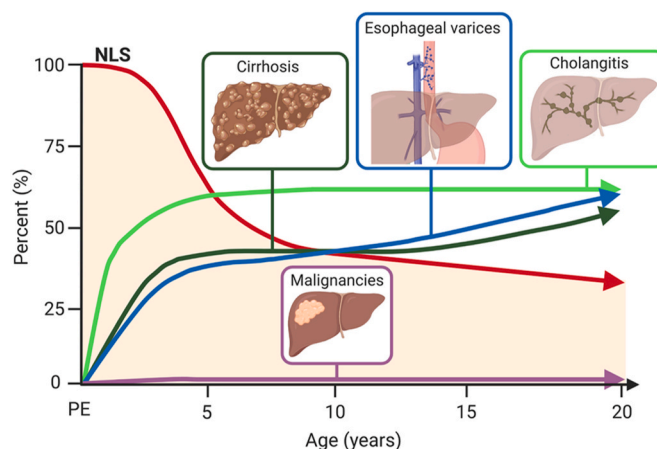 NLS
Cirrhosis
Esophageal varices
Cholangitis
Malignancies
Percent (%)
100
75
50
25
0
PE
5
10
15
20
Age (years)